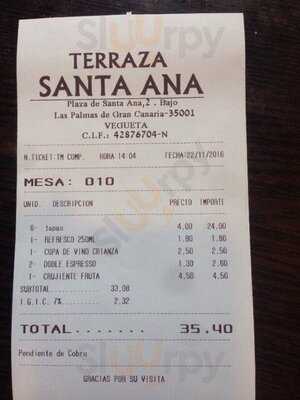 TERRAZA
SANTA ANA
Plaza de Santa Ana,2 . Bajo
Las Palmas de Gran Canaria-35001
VEGUETA
C.I.F.: 42876704-N
N.TICKET:TM COMP. HORA:14:04 FECHA:22/11/2016
MESA: 010
UNID. DESCRIPCION PRECIO IMPORTE
6- tapas 4,00 24,00
1- REFRESCO 250ML 1,80 1,80
1- COPA DE VINO CRIANZA 2,50 2,50
2- DOBLE ESPRESSO 1,30 2,60
1- CRUJIENTE FRUTA 4,50 4,50
SUBTOTAL........... 33,08
I.G.I.C. 7%......... 2,32
TOTAL....... 35,40
Pendiente de Cobro
GRACIAS POR SU VISITA
Sluurpy